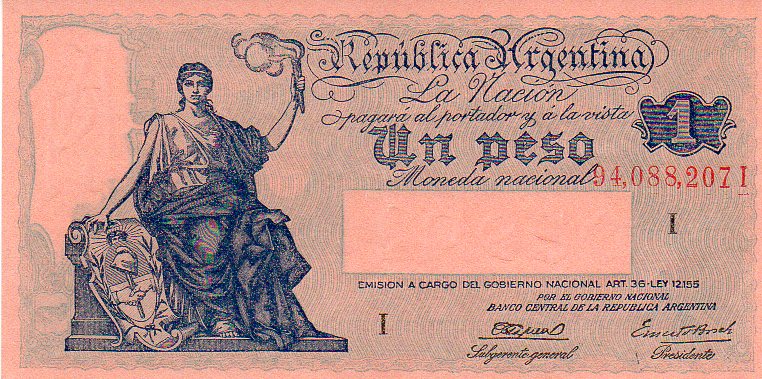 República Argentina
La Nación
pagará al portador y a la vista
1
Un peso
Moneda nacional
94,088,207 I
I
EMISION A CARGO DEL GOBIERNO NACIONAL ART. 36-LEY 12.155
POR EL GOBIERNO NACIONAL
BANCO CENTRAL DE LA REPUBLICA ARGENTINA
I
Ernesto Bosch
Subgerente general
Presidente